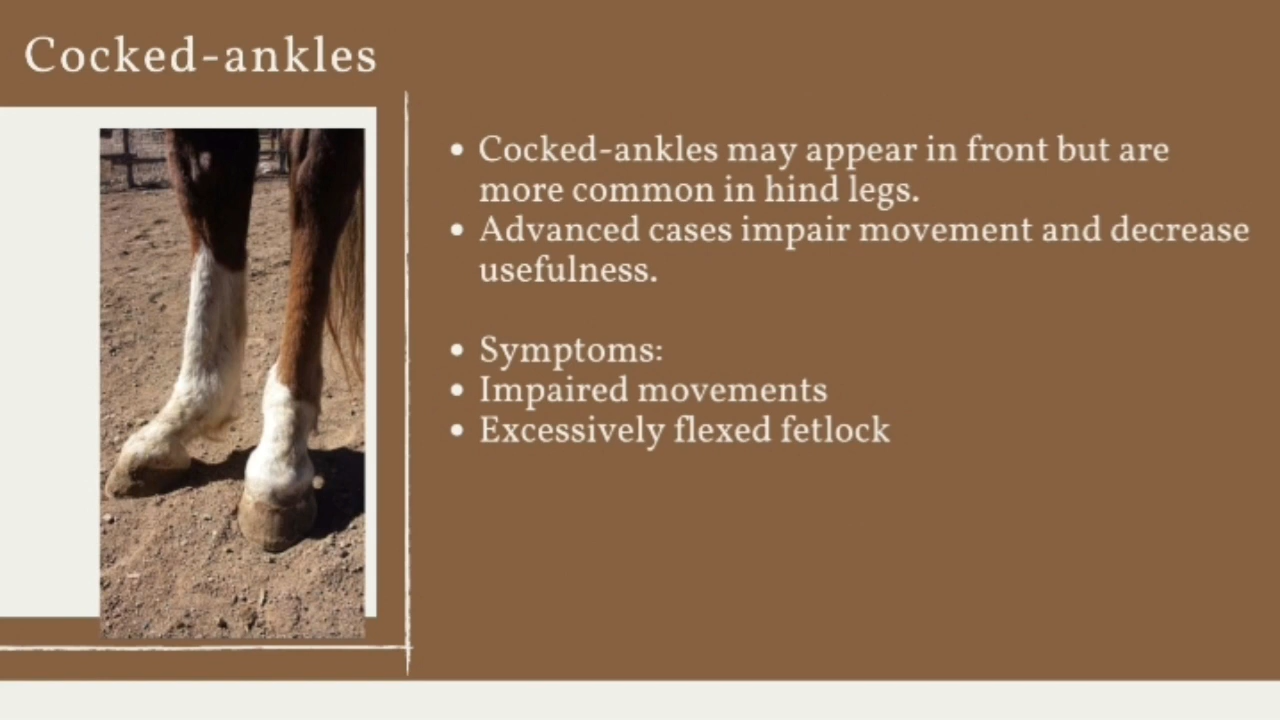 Cocked-ankles
• Cocked-ankles may appear in front but are
more common in hind legs.
• Advanced cases impair movement and decrease
usefulness.
• Symptoms:
• Impaired movements
• Excessively flexed fetlock